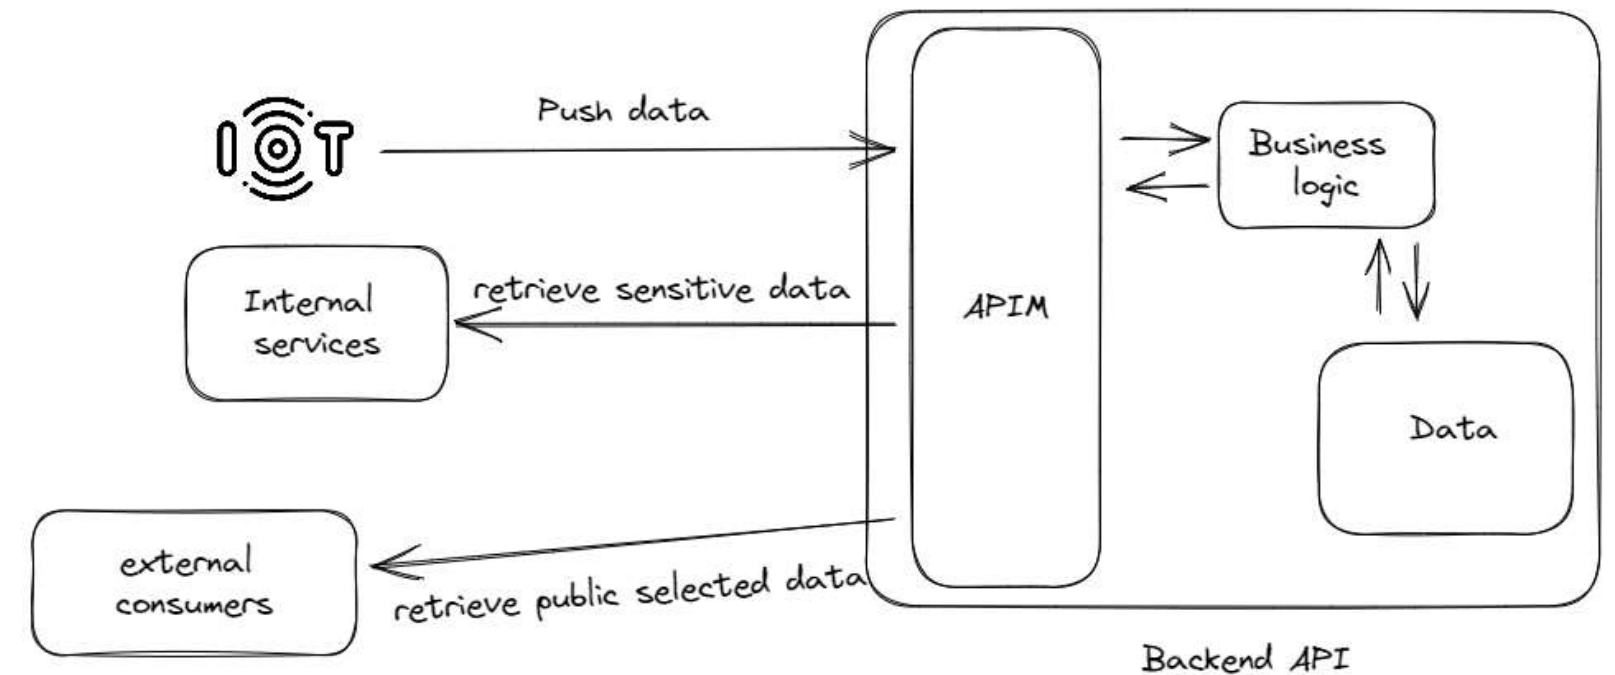 Push data
IOT
Business
logic
Internal
services
retrieve sensitive data
APIM
Data
external
consumers
retrieve public selected data
Backend API